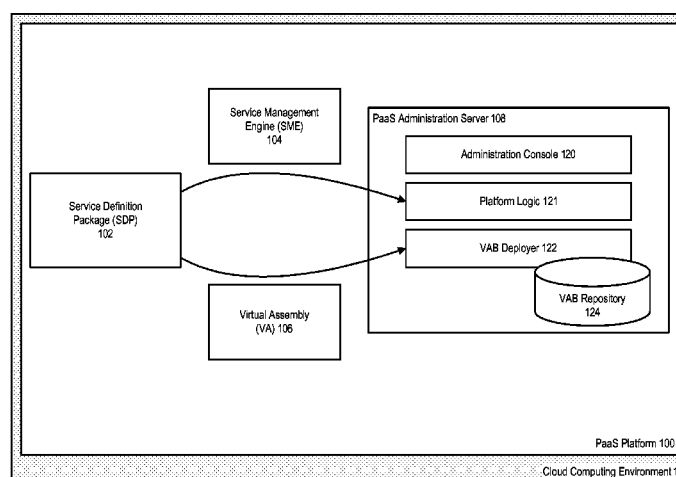 Service Management
Engine (SME)
104
PaaS Administration Server 108
Administration Console 120
Service Definition
Package (SDP)
102
Platform Logic 121
VAB Deployer 122
VAB Repository
124
Virtual Assembly
(VA) 106
PaaS Platform 100
Cloud Computing Environment